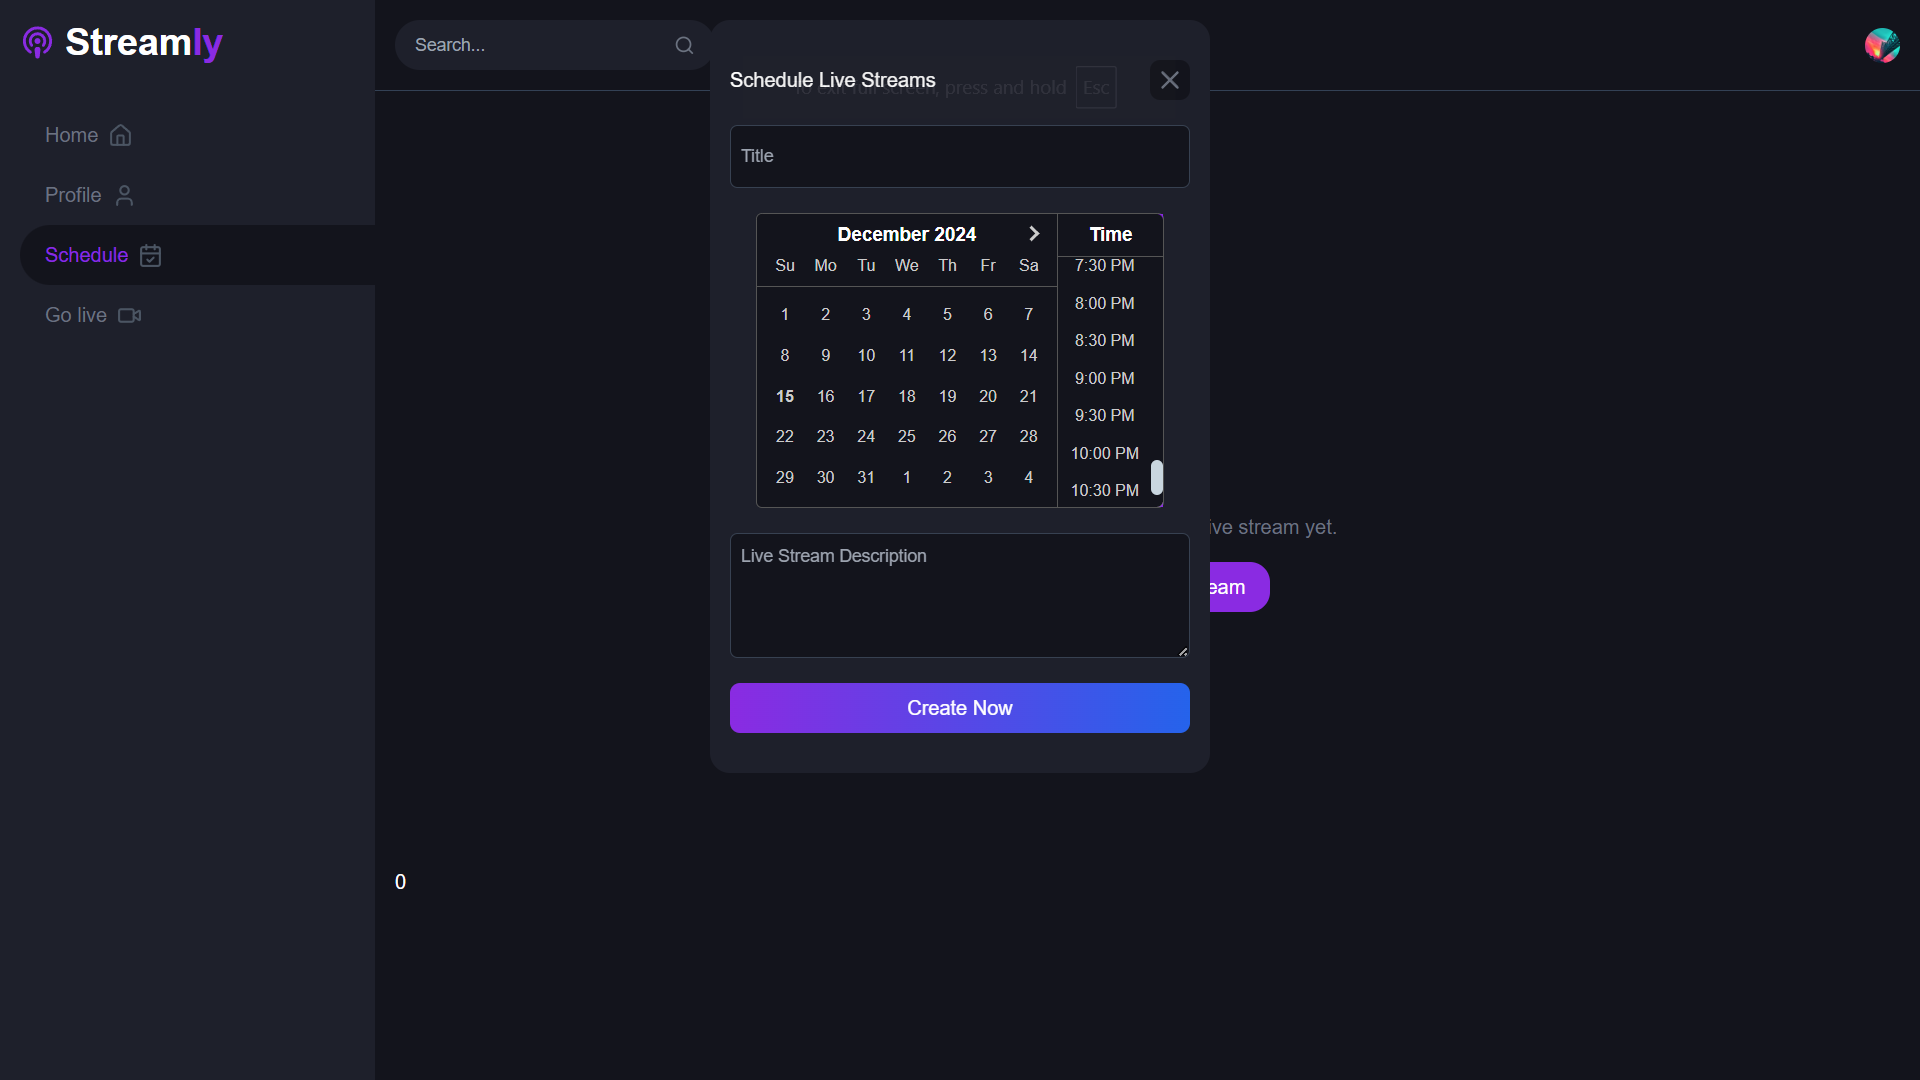 Streamly
Home
Profile
Schedule
Go live
Search...
Schedule Live Streams
to exit full screen, press and hold Esc
Title
December 2024
Su Mo Tu We Th Fr Sa
1 2 3 4 5 6 7
8 9 10 11 12 13 14
15 16 17 18 19 20 21
22 23 24 25 26 27 28
29 30 31 1 2 3 4
Time
7:30 PM
8:00 PM
8:30 PM
9:00 PM
9:30 PM
10:00 PM
10:30 PM
Live Stream Description
Create Now
ive stream yet.
eam
0